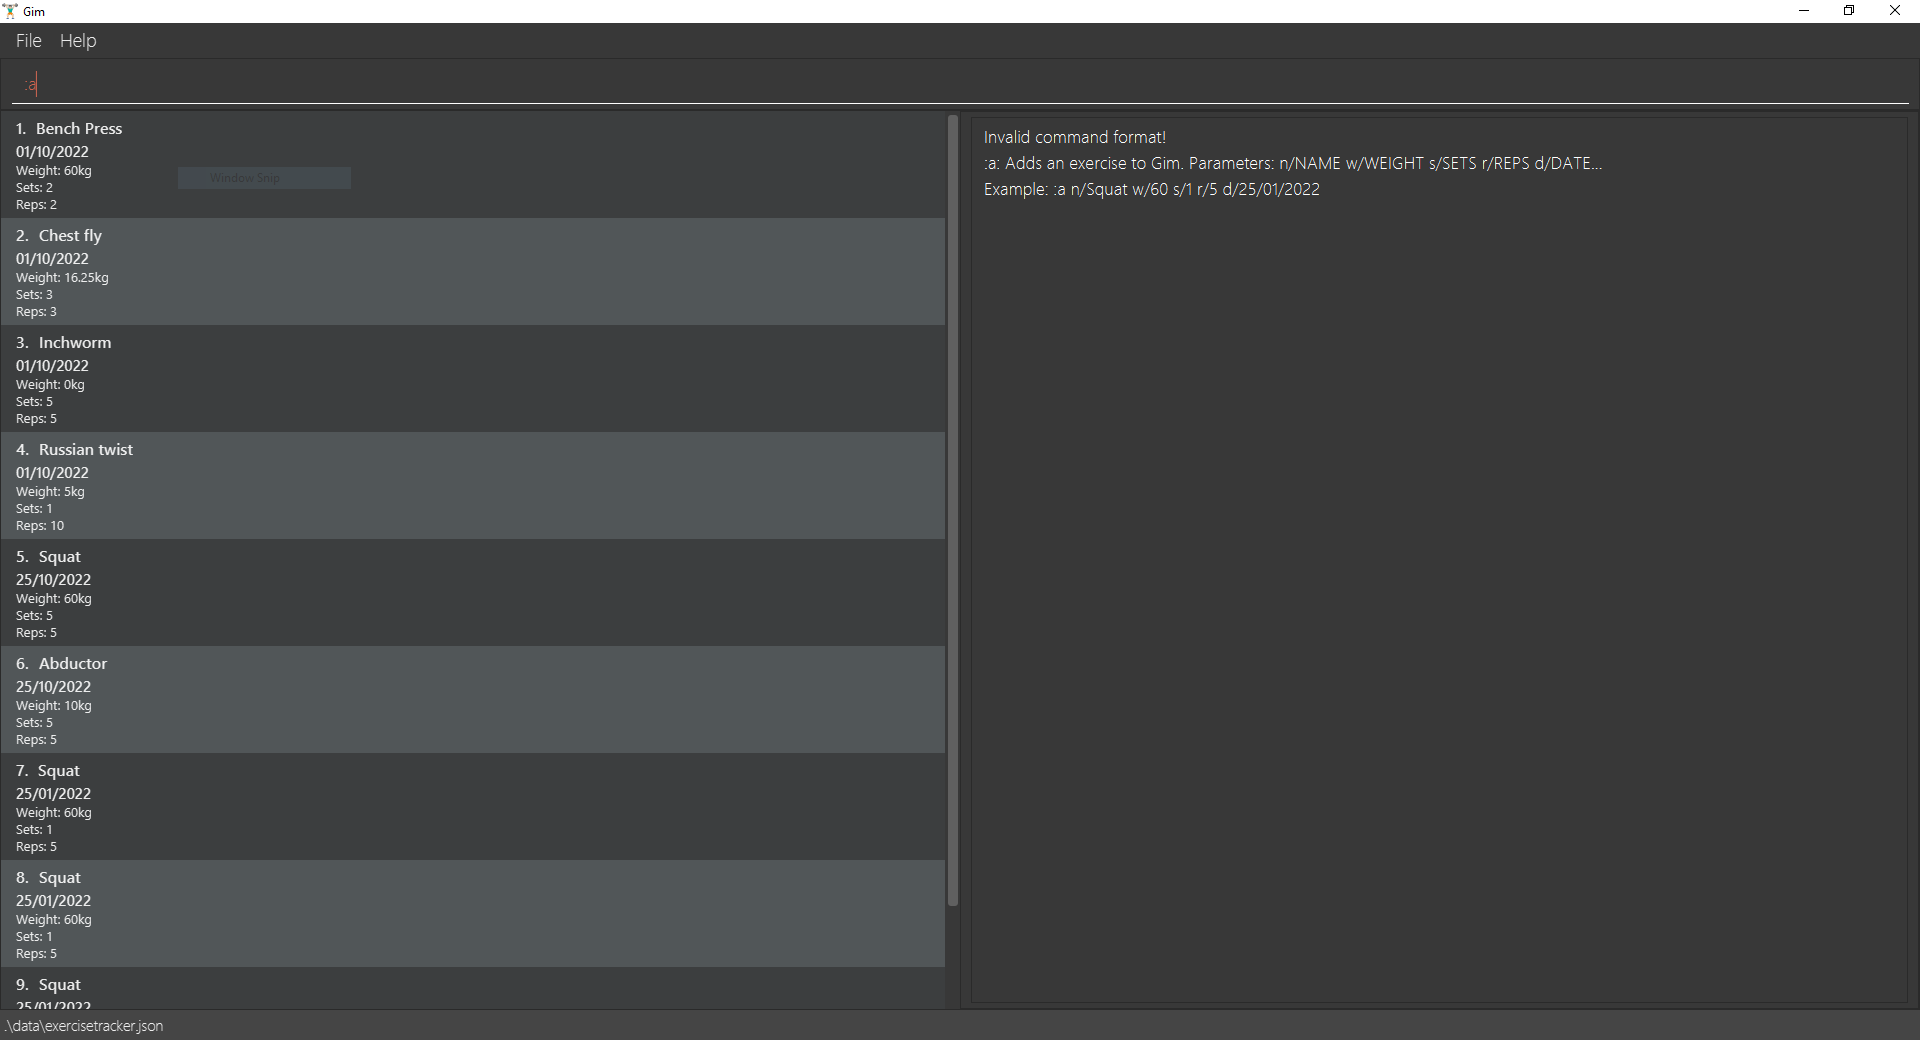 Gim
File Help
:a
1. Bench Press
01/10/2022
Weight: 60kg
Sets: 2
Reps: 2
Window Snip
2. Chest fly
01/10/2022
Weight: 16.25kg
Sets: 3
Reps: 3
3. Inchworm
01/10/2022
Weight: 0kg
Sets: 5
Reps: 5
4. Russian twist
01/10/2022
Weight: 5kg
Sets: 1
Reps: 10
5. Squat
25/10/2022
Weight: 60kg
Sets: 5
Reps: 5
6. Abductor
25/10/2022
Weight: 10kg
Sets: 5
Reps: 5
7. Squat
25/01/2022
Weight: 60kg
Sets: 1
Reps: 5
8. Squat
25/01/2022
Weight: 60kg
Sets: 1
Reps: 5
9. Squat
25/01/2022
Invalid command format!
:a: Adds an exercise to Gim. Parameters: n/NAME w/WEIGHT s/SETS r/REPS d/DATE...
Example: :a n/Squat w/60 s/1 r/5 d/25/01/2022
.\data\exercisetracker.json